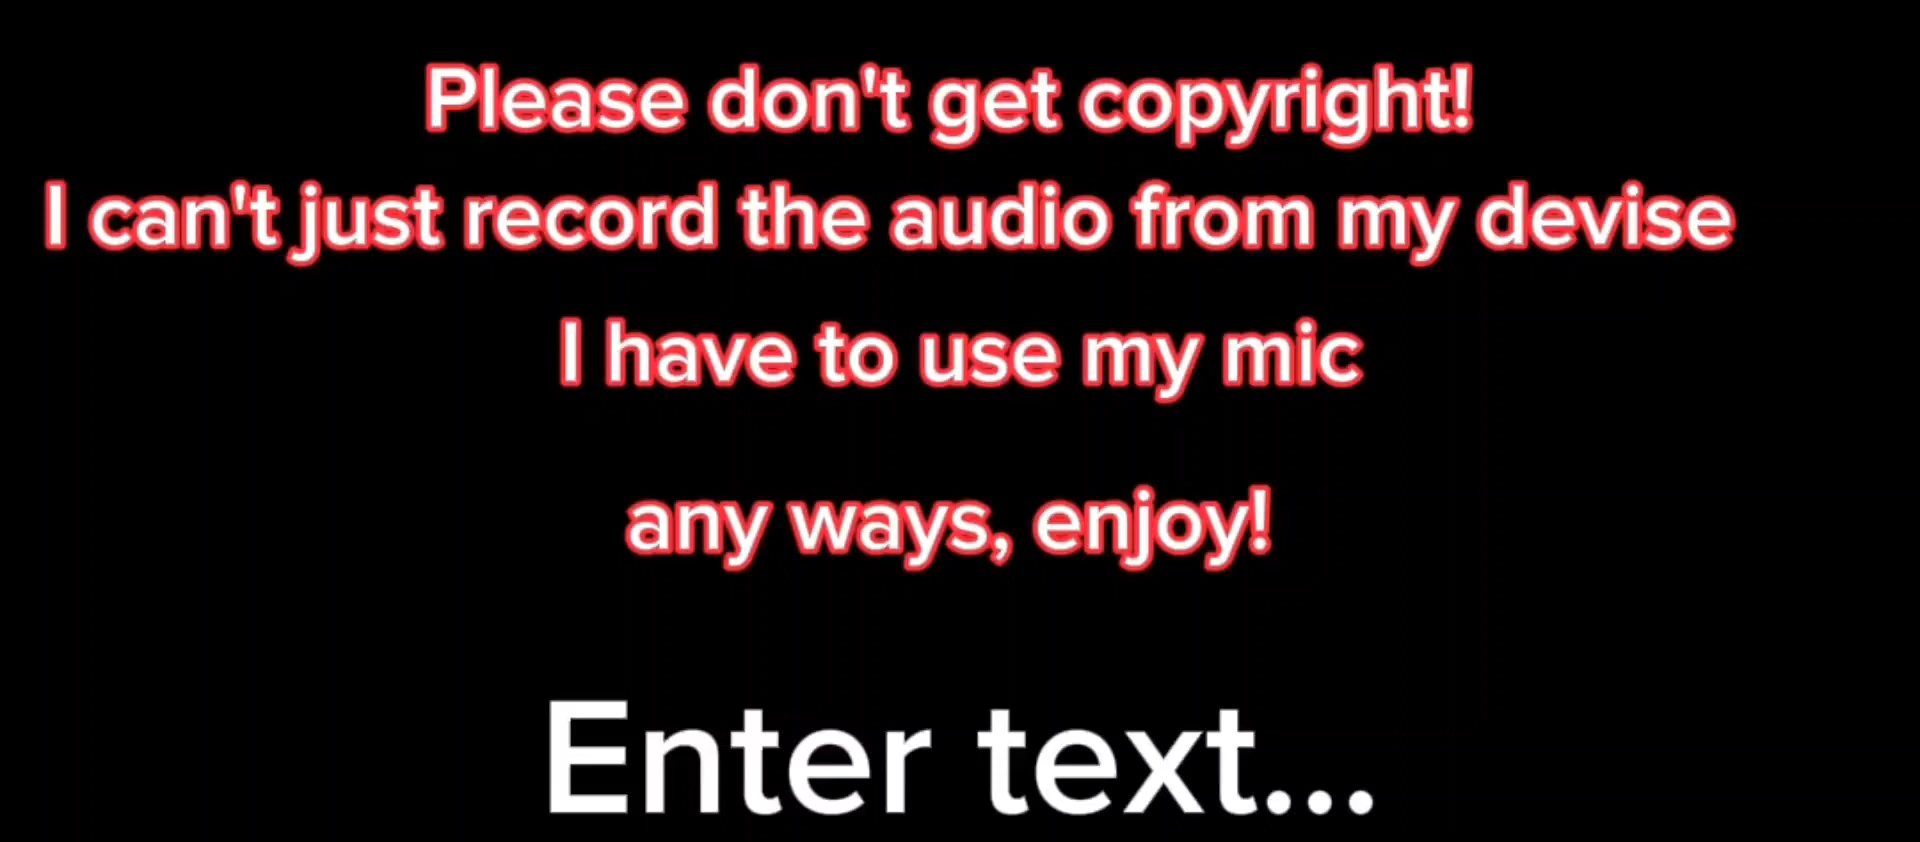 Please don't get copyright!
I can't just record the audio from my devise
I have to use my mic
any ways, enjoy!
Enter text...